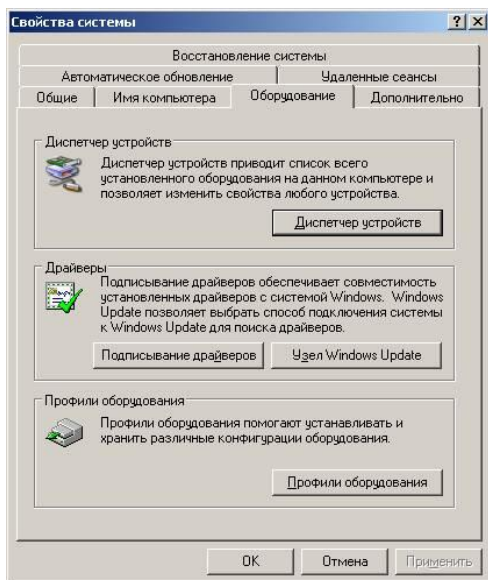 Свойства системы
Восстановление системы
Автоматическое обновление
Удаленные сеансы
Общие
Имя компьютера
Оборудование
Дополнительно
Диспетчер устройств
Диспетчер устройств приводит список всего
установленного оборудования на данном компьютере и
позволяет изменить свойства любого устройства.
Диспетчер устройств
Драйверы
Подписывание драйверов обеспечивает совместимость
установленных драйверов с системой Windows. Windows
Update позволяет выбрать способ подключения системы
к Windows Update для поиска драйверов.
Подписывание драйверов
Узел Windows Update
Профили оборудования
Профили оборудования помогают устанавливать и
хранить различные конфигурации оборудования.
Профили оборудования
OK
Отмена
Применить